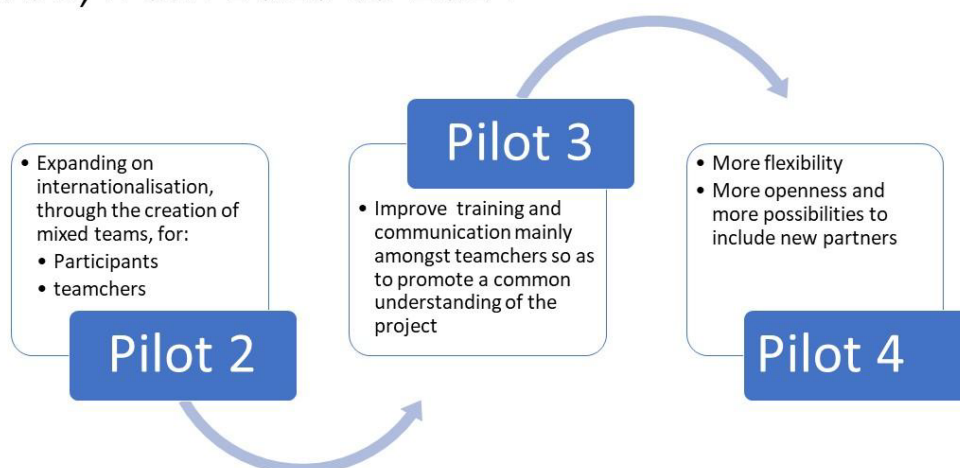 • Expanding on
internationalisation,
through the creation of
mixed teams, for:
• Participants
• teamchers
Pilot 2
Pilot 3
• Improve training and
communication mainly
amongst teamchers so as
to promote a common
understanding of the
project
• More flexibility
• More openness and
more possibilities to
include new partners
Pilot 4